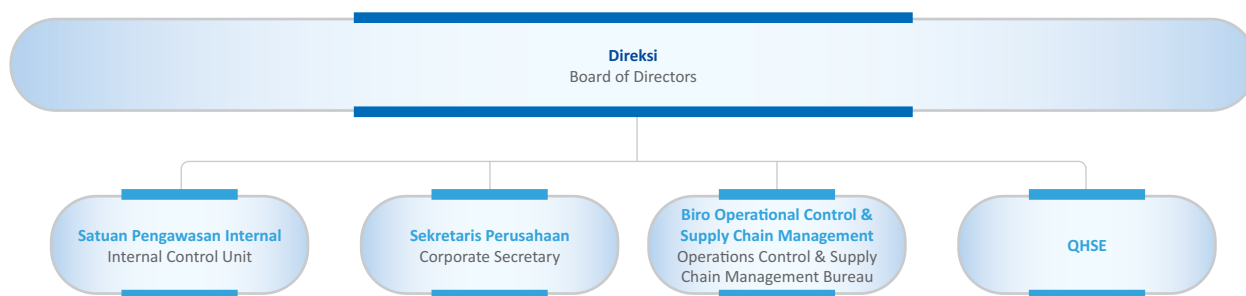 Direksi
Board of Directors
Satuan Pengawasan Internal
Internal Control Unit
Sekretaris Perusahaan
Corporate Secretary
Biro Operational Control &
Supply Chain Management
Operations Control & Supply
Chain Management Bureau
QHSE